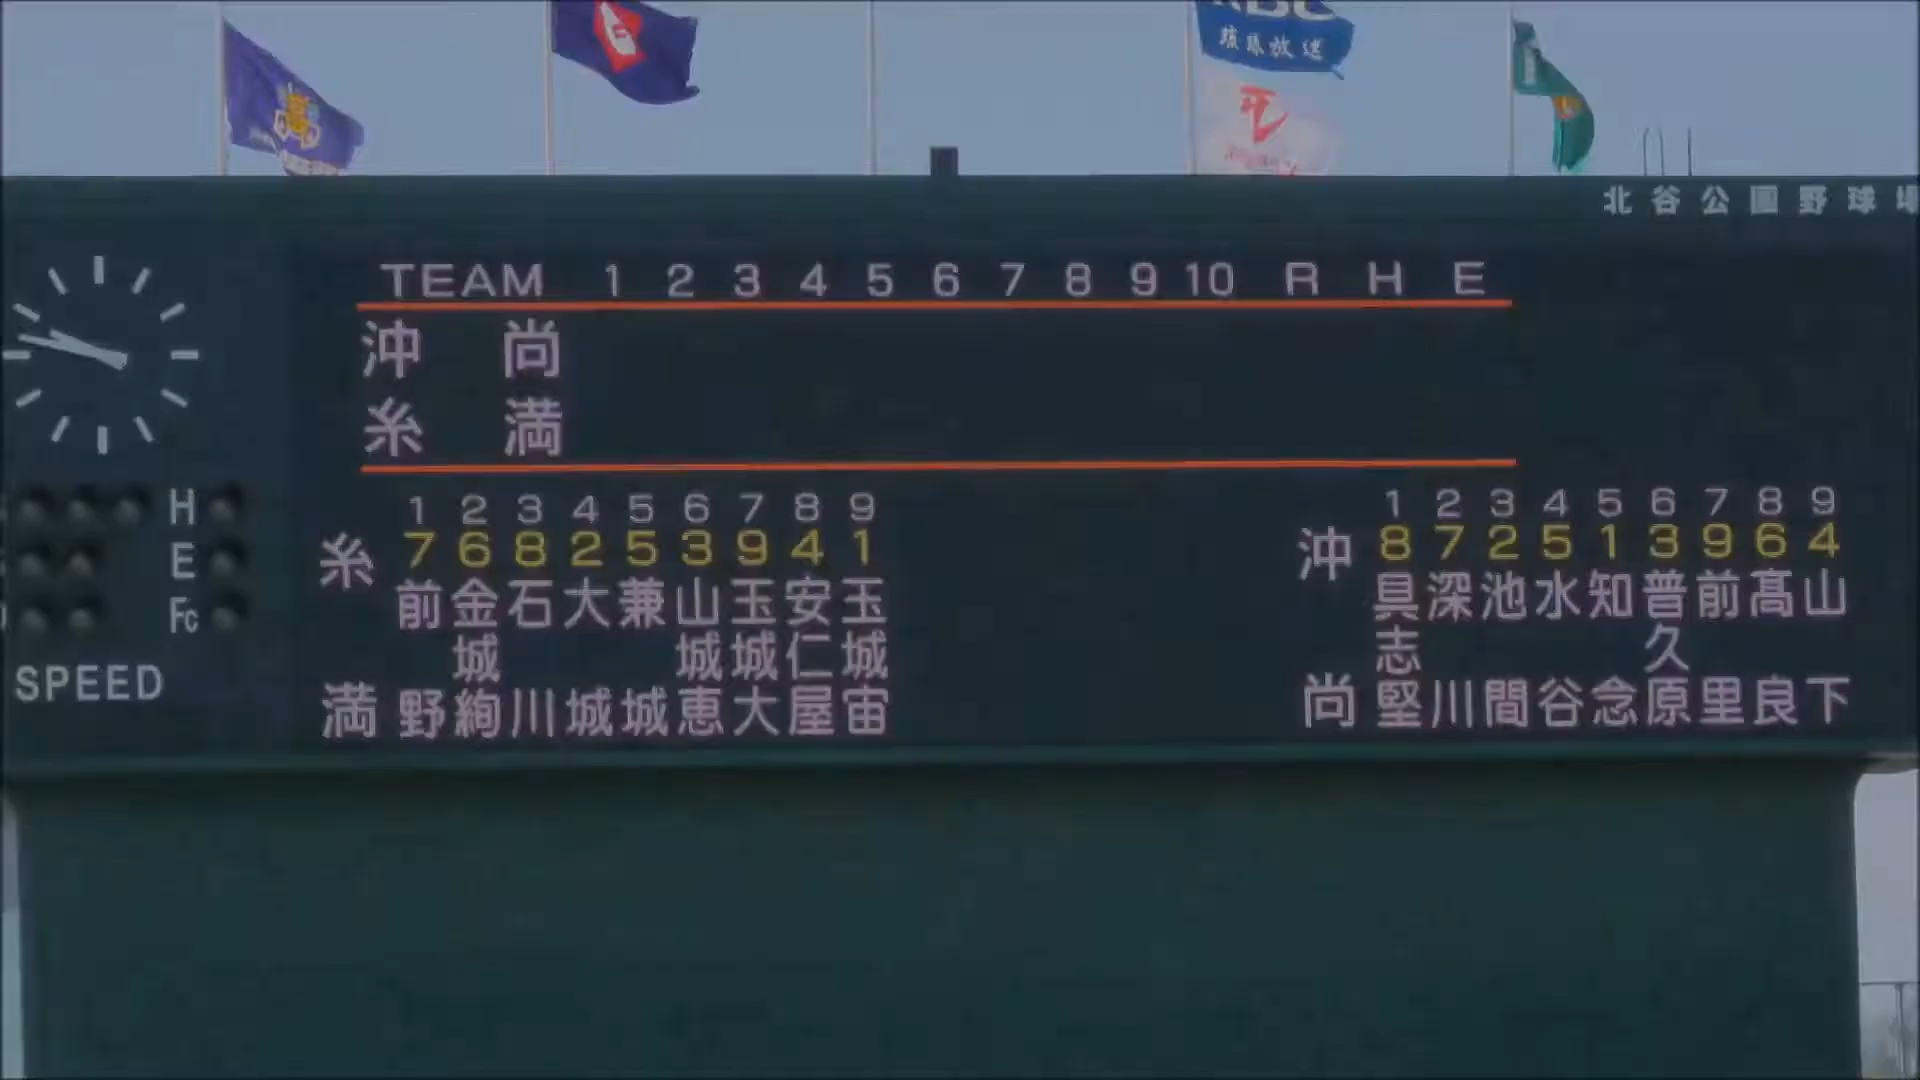 琉球放送
北谷公園野球場
TEAM 1 2 3 4 5 6 7 8 9 10 R H E
沖尚
糸満
H
E
Fc
SPEED
糸満
1 2 3 4 5 6 7 8 9
7 6 8 2 5 3 9 4 1
前野 金城絢 石川 大城 兼城 山城恵 玉城大 安仁屋 玉城宙
沖尚
1 2 3 4 5 6 7 8 9
8 7 2 5 1 3 9 6 4
具志堅 深川 池間 水谷 知念 普久原 前里 髙良 山下